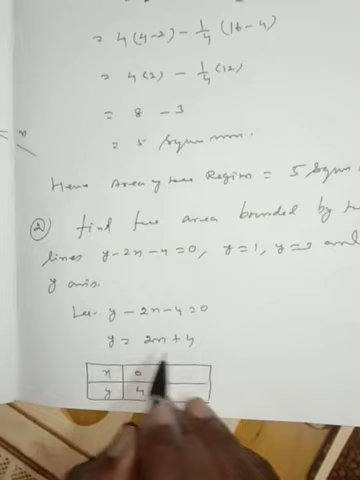 = 4(4-2) - 1/4 (16-4)
= 4(2) - 1/4 (12)
= 8 - 3
= 5 Sq.units.
Hence Area of the Region = 5 Squ
② find the area bounded by the
lines y-2x-4=0, y=1, y=3 and
y axis.
Let y-2x-4=0
y = 2x+4
x 0
y 4